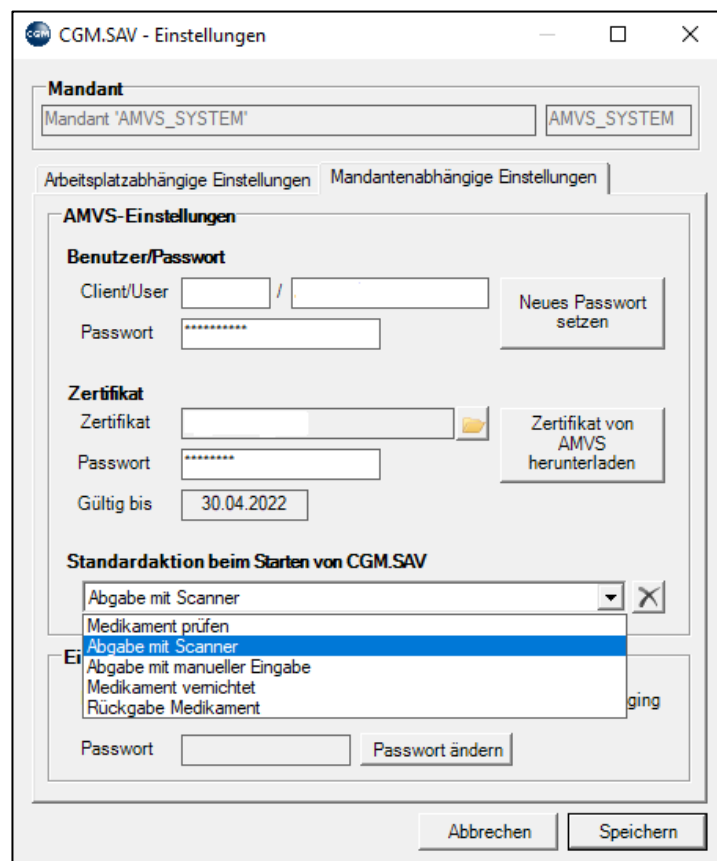 CGM CGM.SAV - Einstellungen
Mandant
Mandant 'AMVS_SYSTEM' AMVS_SYSTEM
Arbeitsplatzabhängige Einstellungen Mandantenabhängige Einstellungen
AMVS-Einstellungen
Benutzer/Passwort
Client/User /
Neues Passwort
setzen
Passwort **********
Zertifikat
Zertifikat
Zertifikat von
AMVS
herunterladen
Passwort ********
Gültig bis 30.04.2022
Standardaktion beim Starten von CGM.SAV
Abgabe mit Scanner
Medikament prüfen
Abgabe mit Scanner
Abgabe mit manueller Eingabe
Medikament vernichtet
Rückgabe Medikament
Ei
ging
Passwort Passwort ändern
Abbrechen Speichern